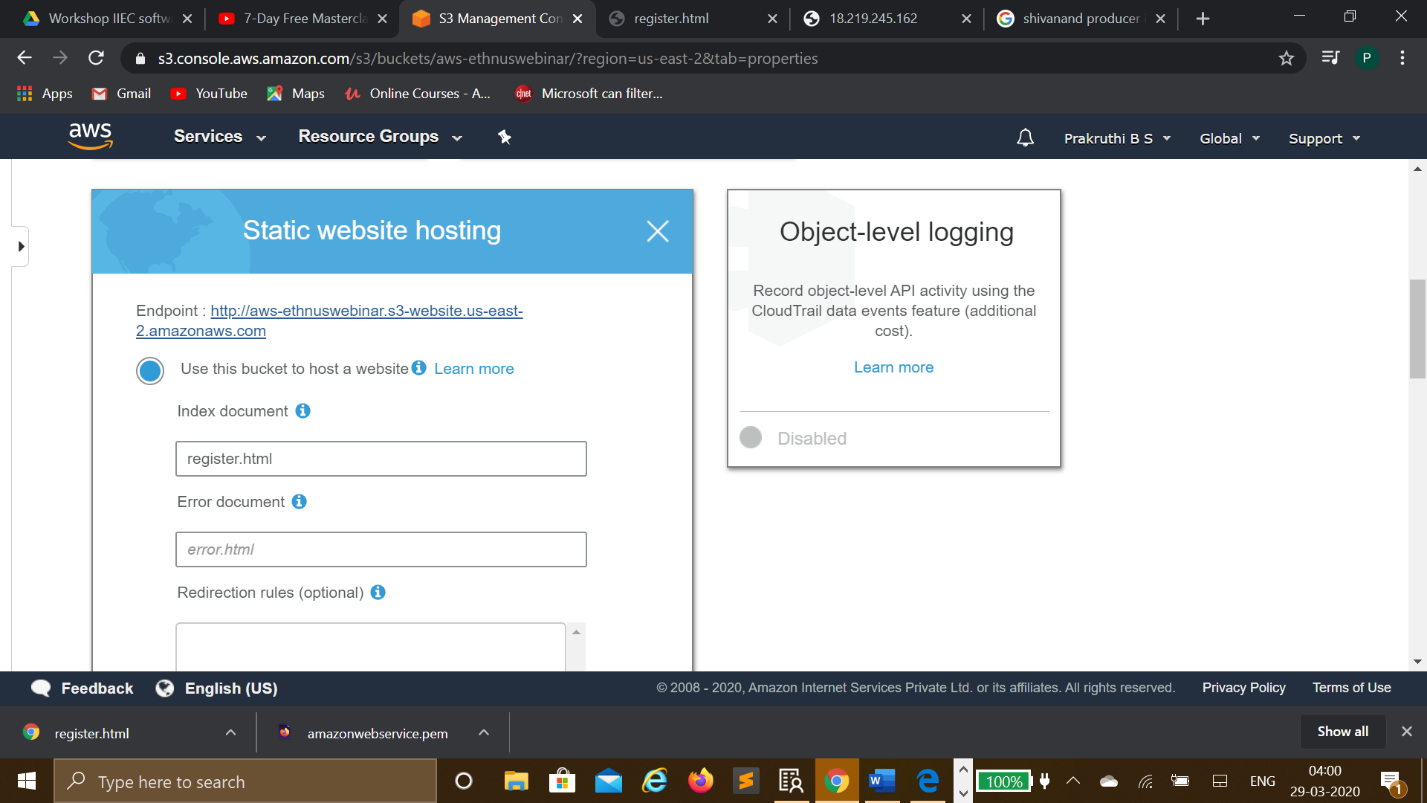 Workshop IIEC softw
7-Day Free Mastercla
S3 Management Con
register.html
18.219.245.162
shivanand producer
s3.console.aws.amazon.com/s3/buckets/aws-ethnuswebinar/?region=us-east-2&tab=properties
P
Apps
Gmail
YouTube
Maps
Online Courses - A...
cnet
Microsoft can filter...
aws
Services
Resource Groups
Prakruthi B S
Global
Support
Static website hosting
Endpoint : http://aws-ethnuswebinar.s3-website.us-east-
2.amazonaws.com
Use this bucket to host a website
Learn more
Index document
register.html
Error document
error.html
Redirection rules (optional)
Object-level logging
Record object-level API activity using the
CloudTrail data events feature (additional
cost).
Learn more
Disabled
Feedback
English (US)
© 2008 - 2020, Amazon Internet Services Private Ltd. or its affiliates. All rights reserved.
Privacy Policy
Terms of Use
register.html
amazonwebservice.pem
Show all
Type here to search
100%
ENG
04:00
29-03-2020
1